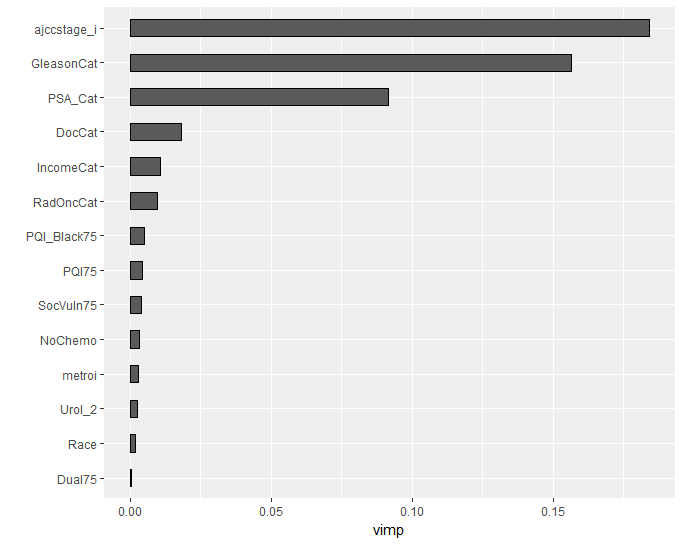 ajccstage_i
GleasonCat
PSA_Cat
DocCat
IncomeCat
RadOncCat
PQI_Black75
PQI75
SocVuln75
NoChemo
metroi
Urol_2
Race
Dual75
0.00 0.05 0.10 0.15
vimp